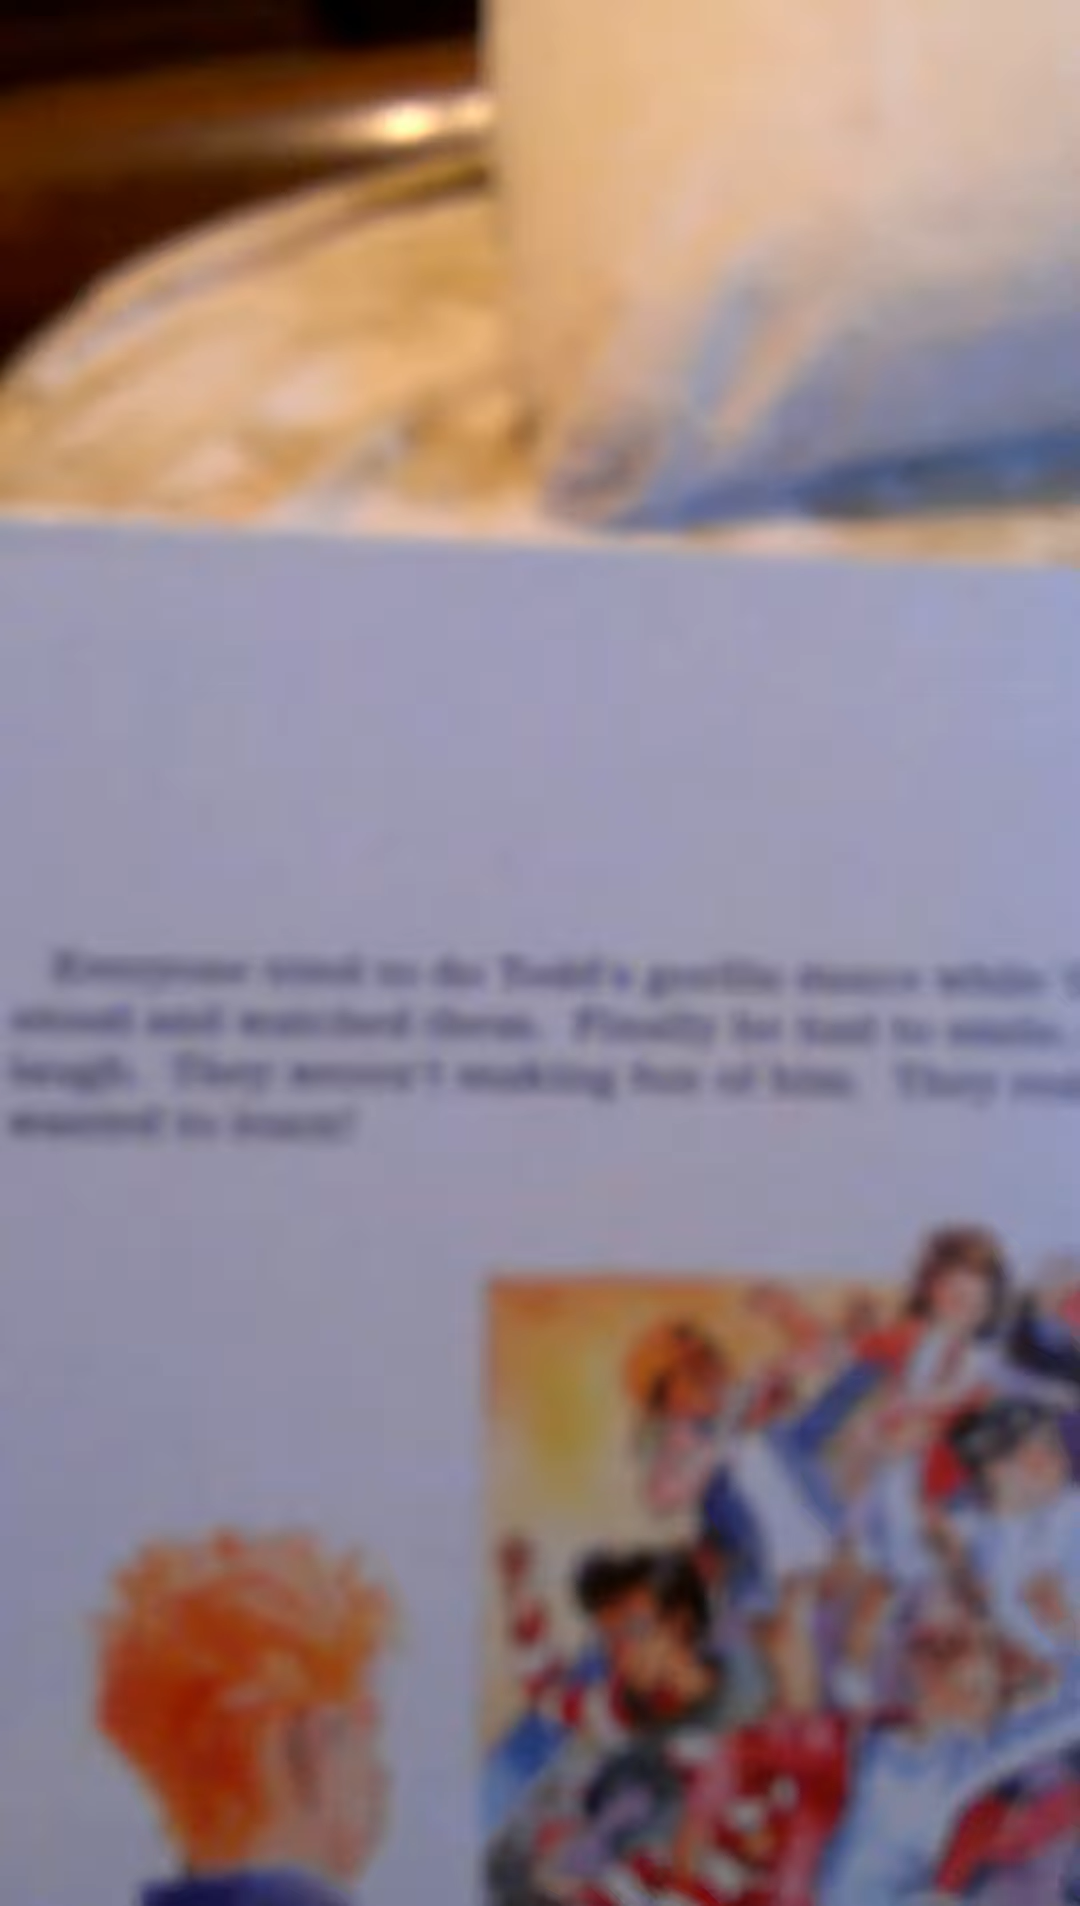 Everyone tried to do Todd's gorilla dance while
stood and watched them. Finally he had to smile.
laugh. They weren't making fun of him. They
wanted to learn!